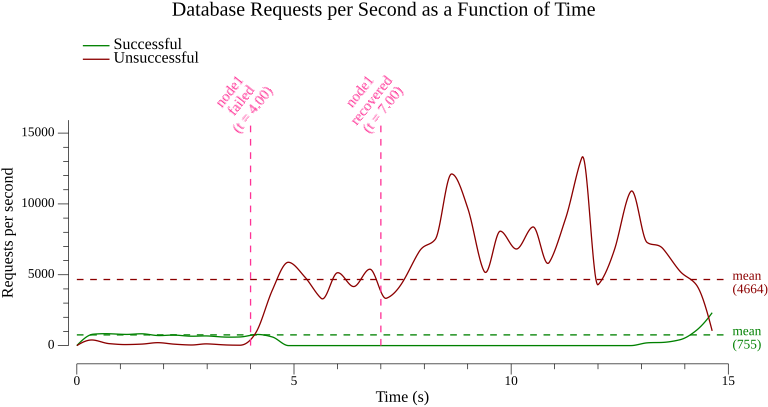 Database Requests per Second as a Function of Time
Successful
Unsuccessful
node1
failed
(t = 4.00)
node1
recovered
(t = 7.00)
Requests per second
15000
10000
5000
0
mean
(4664)
mean
(755)
0
5
10
15
Time (s)